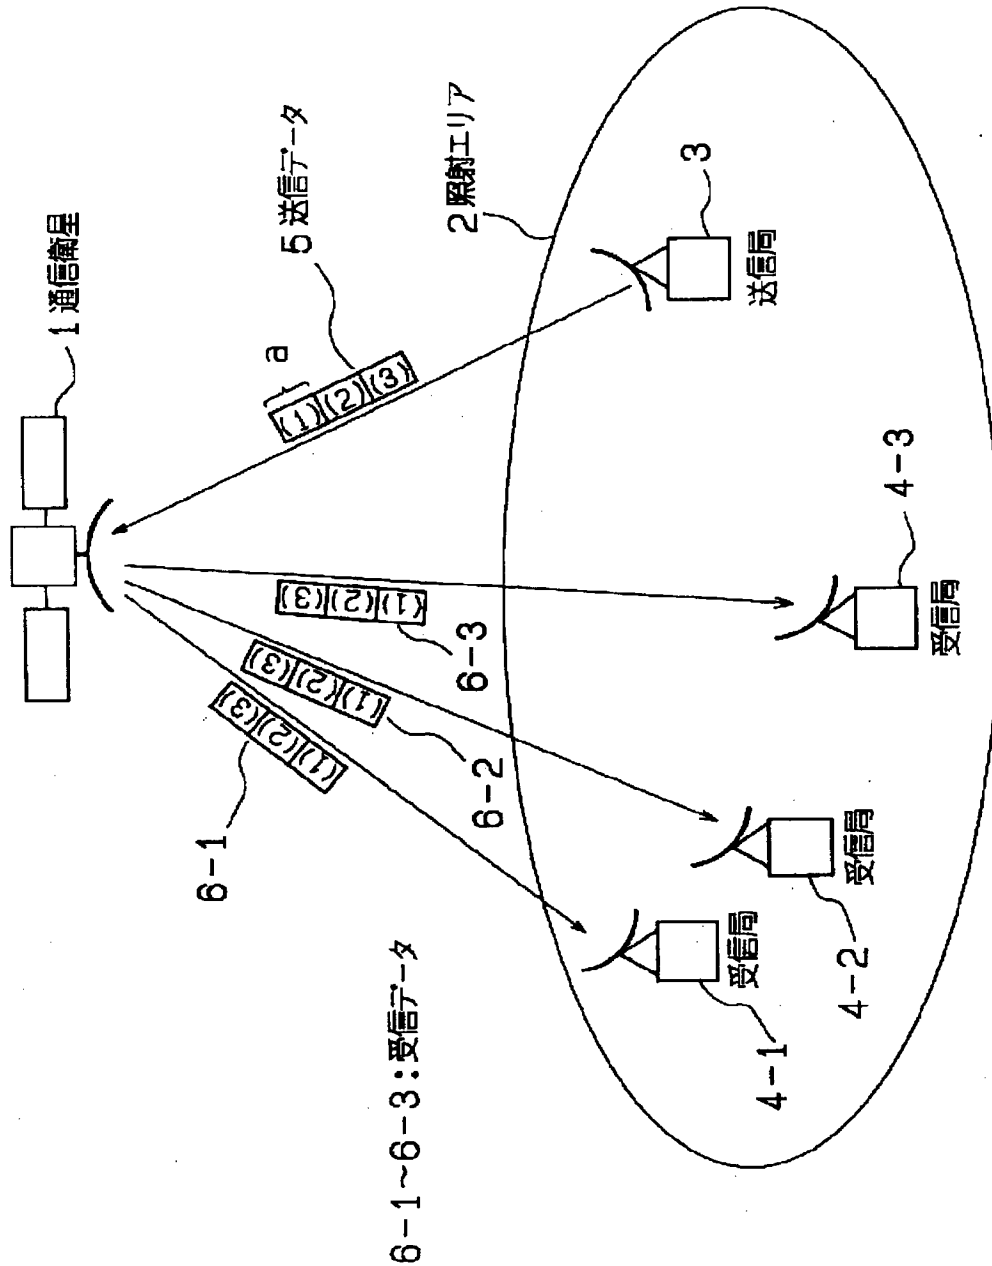 1 通信衛星
5 送信データ
a
(1)(2)(3)
2 照射エリア
3
送信局
(1)(2)(3)
6-3
(1)(2)(3)
6-2
(1)(2)(3)
6-1
4-3
受信局
4-2
受信局
4-1
受信局
6-1~6-3:受信データ